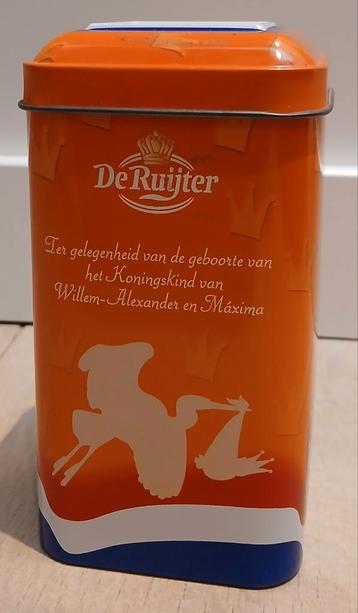 De Ruijter
Ter gelegenheid van de geboorte van
het Koningskind van
Willem-Alexander en Máxima